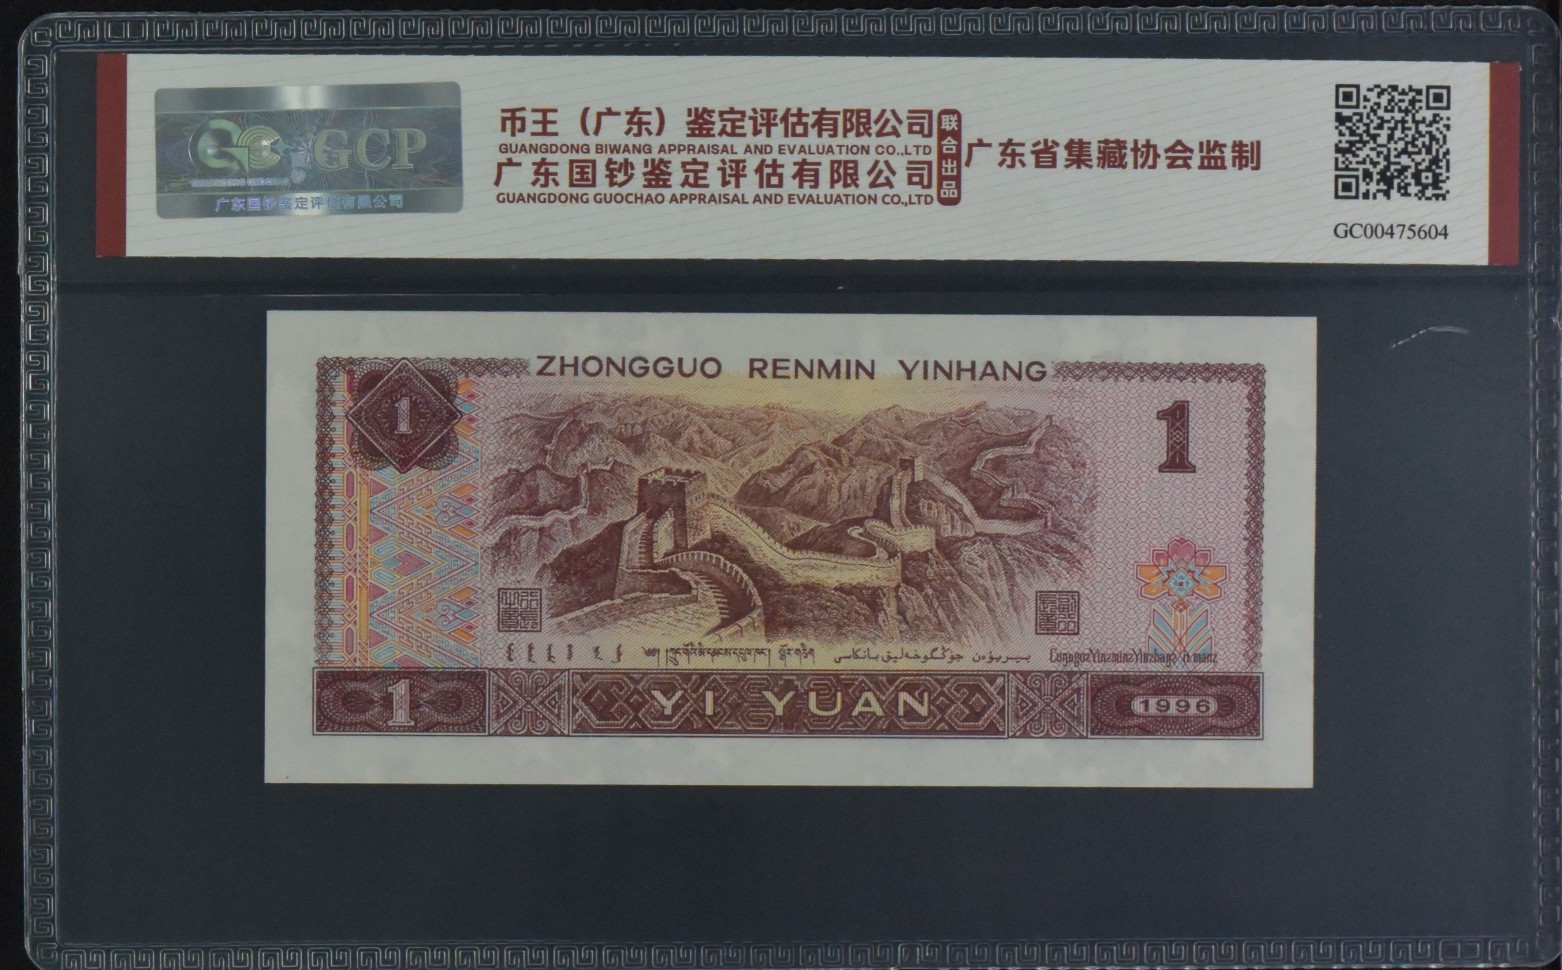 GCP
广东国钞鉴定评估有限公司
币王（广东）鉴定评估有限公司
GUANGDONG BIWANG APPRAISAL AND EVALUATION CO.,LTD
广东国钞鉴定评估有限公司
GUANGDONG GUOCHAO APPRAISAL AND EVALUATION CO.,LTD
联合出品
广东省集藏协会监制
GC00475604
ZHONGGUO RENMIN YINHANG
1
1
1
YI YUAN
1996